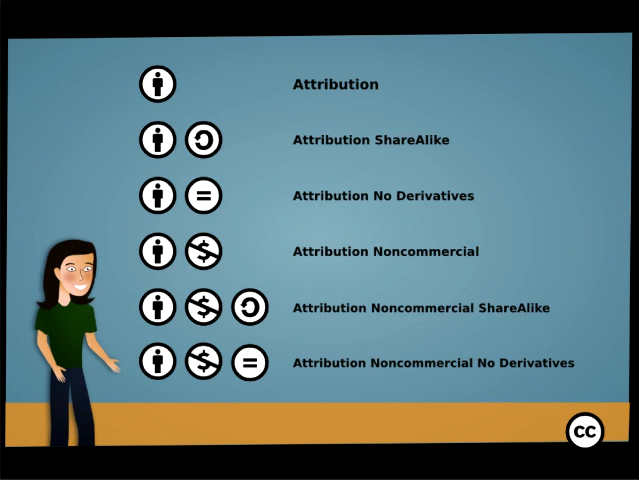 Attribution
Attribution ShareAlike
Attribution No Derivatives
Attribution Noncommercial
Attribution Noncommercial ShareAlike
Attribution Noncommercial No Derivatives
cc